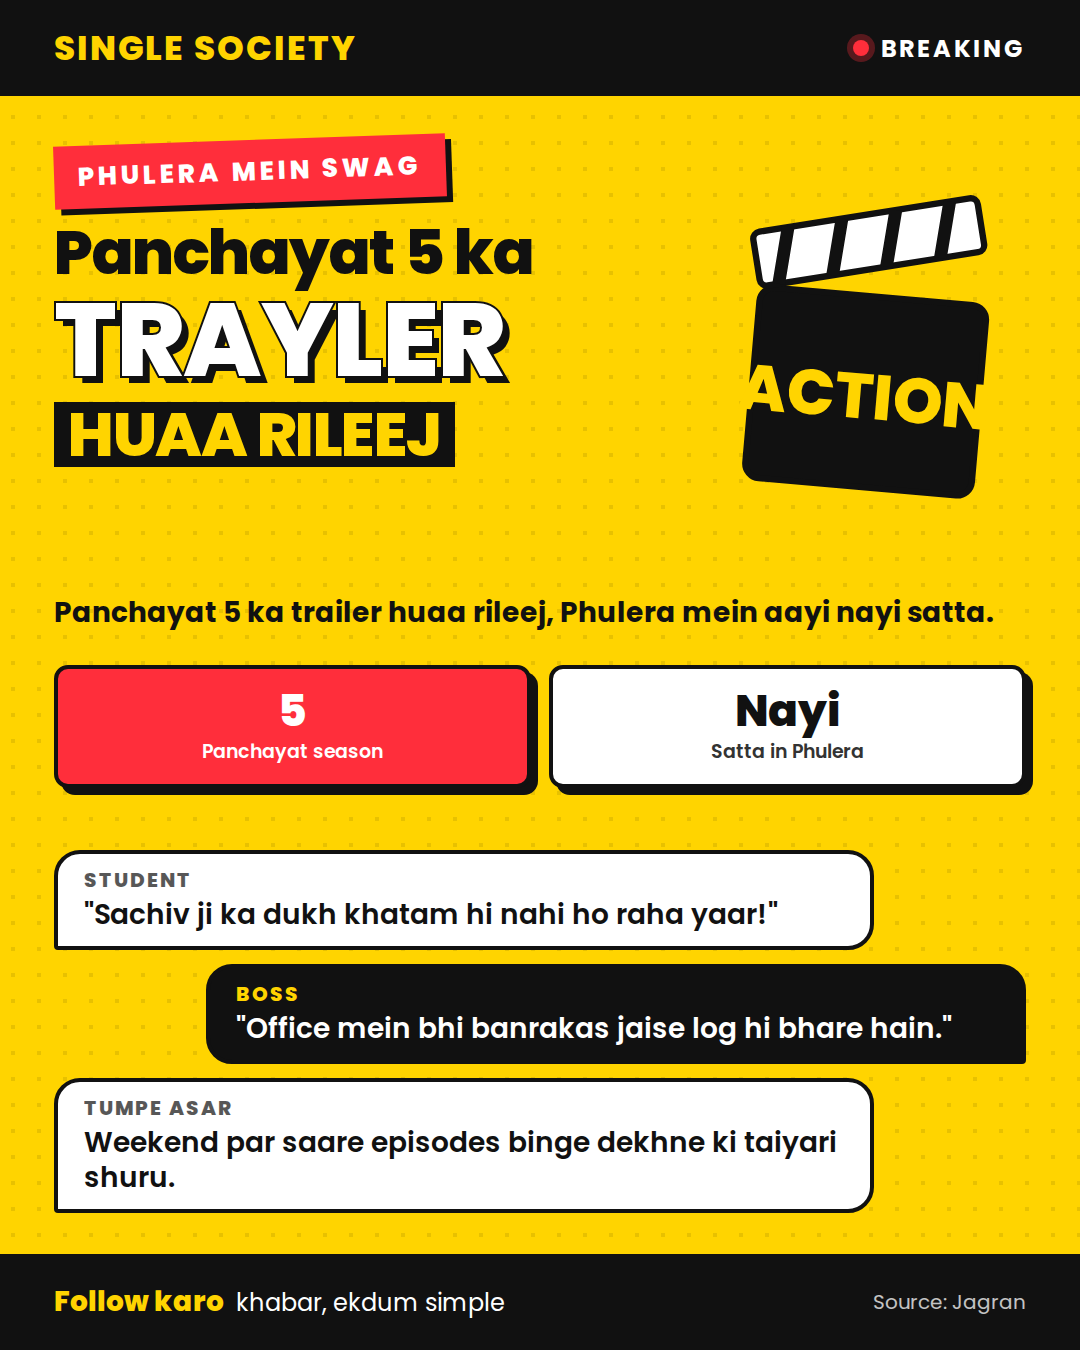 SINGLE SOCIETY
BREAKING
PHULERA MEIN SWAG
Panchayat 5 ka
TRAYLER
HUAA RILEEJ
ACTION
Panchayat 5 ka trailer huaa rileej, Phulera mein aayi nayi satta.
5
Panchayat season
Nayi
Satta in Phulera
STUDENT
"Sachiv ji ka dukh khatam hi nahi ho raha yaar!"
BOSS
"Office mein bhi banrakas jaise log hi bhare hain."
TUMPE ASAR
Weekend par saare episodes binge dekhne ki taiyari
shuru.
Follow karo khabar, ekdum simple
Source: Jagran